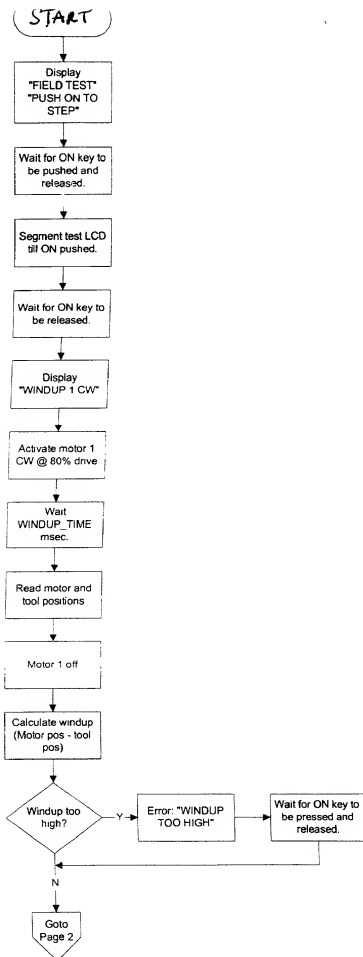 START
Display
"FIELD TEST"
"PUSH ON TO
STEP"
Wait for ON key to
be pushed and
released.
Segment test LCD
till ON pushed.
Wait for ON key to
be released.
Display
"WINDUP 1 CW"
Activate motor 1
CW @ 80% drive
Wait
WINDUP_TIME
msec.
Read motor and
tool positions
Motor 1 off
Calculate windup
(Motor pos - tool
pos)
Windup too
high?
Y
Error: "WINDUP
TOO HIGH"
Wait for ON key to
be pressed and
released.
N
Goto
Page 2